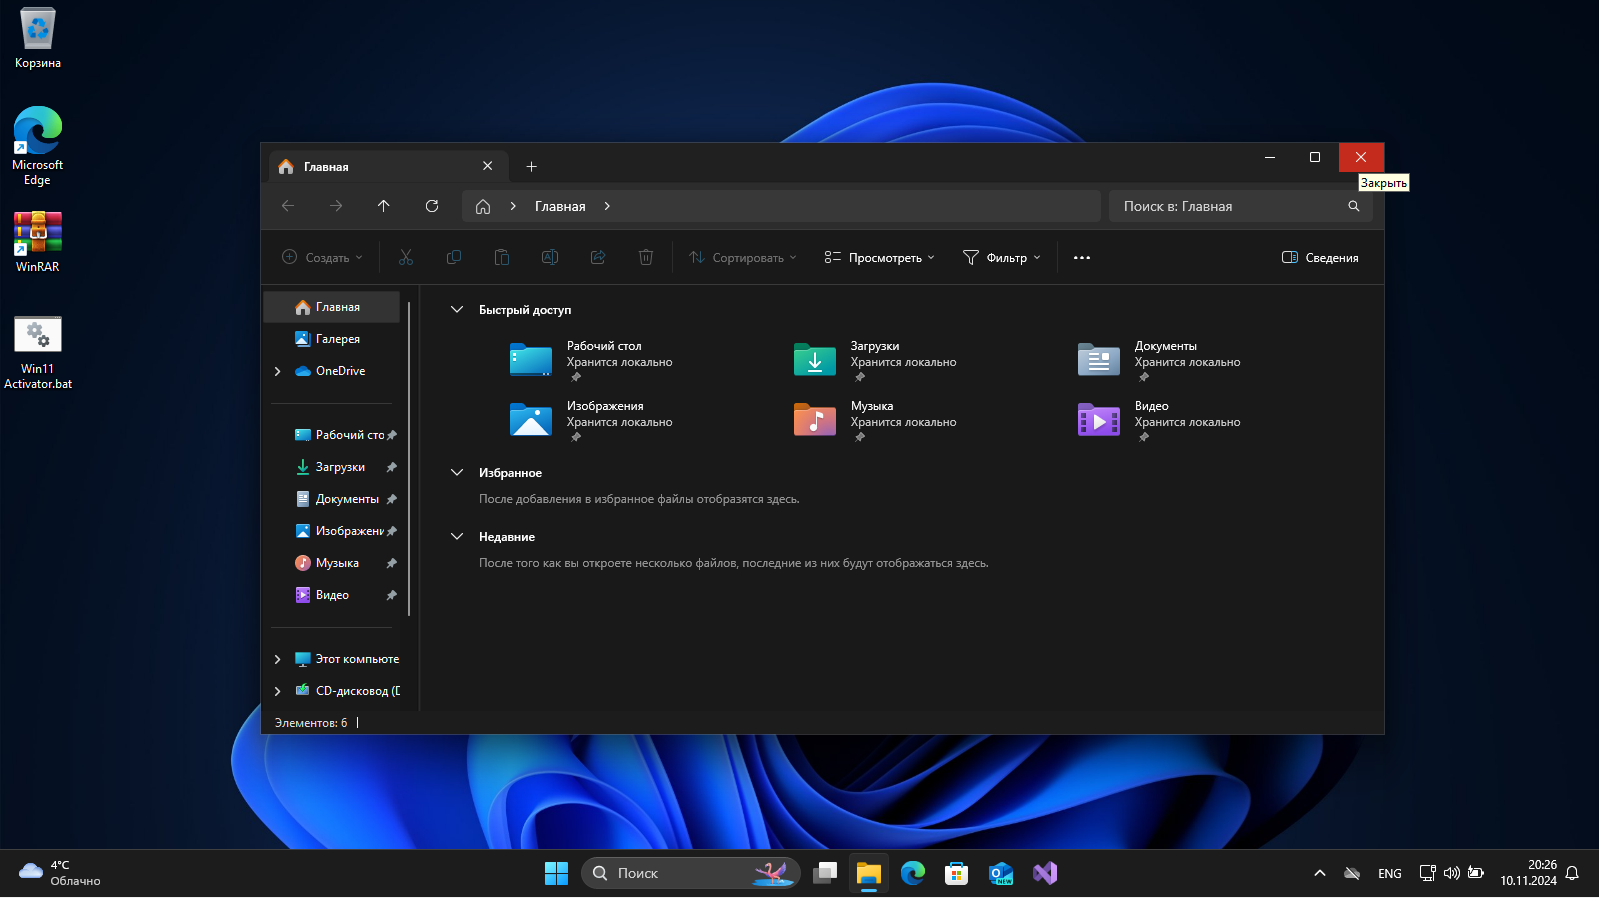 Корзина
Microsoft
Edge
WinRAR
Win11
Activator.bat
Главная
Закрыть
Главная
Поиск в: Главная
Создать
Сортировать
Просмотреть
Фильтр
Сведения
Главная
Галерея
OneDrive
Рабочий сто
Загрузки
Документы
Изображени
Музыка
Видео
Этот компьюте
CD-дисковод (D
Быстрый доступ
Рабочий стол
Хранится локально
Загрузки
Хранится локально
Документы
Хранится локально
Изображения
Хранится локально
Музыка
Хранится локально
Видео
Хранится локально
Избранное
После добавления в избранное файлы отобразятся здесь.
Недавние
После того как вы откроете несколько файлов, последние из них будут отображаться здесь.
Элементов: 6
4°C
Облачно
Поиск
NEW
ENG
20:26
10.11.2024